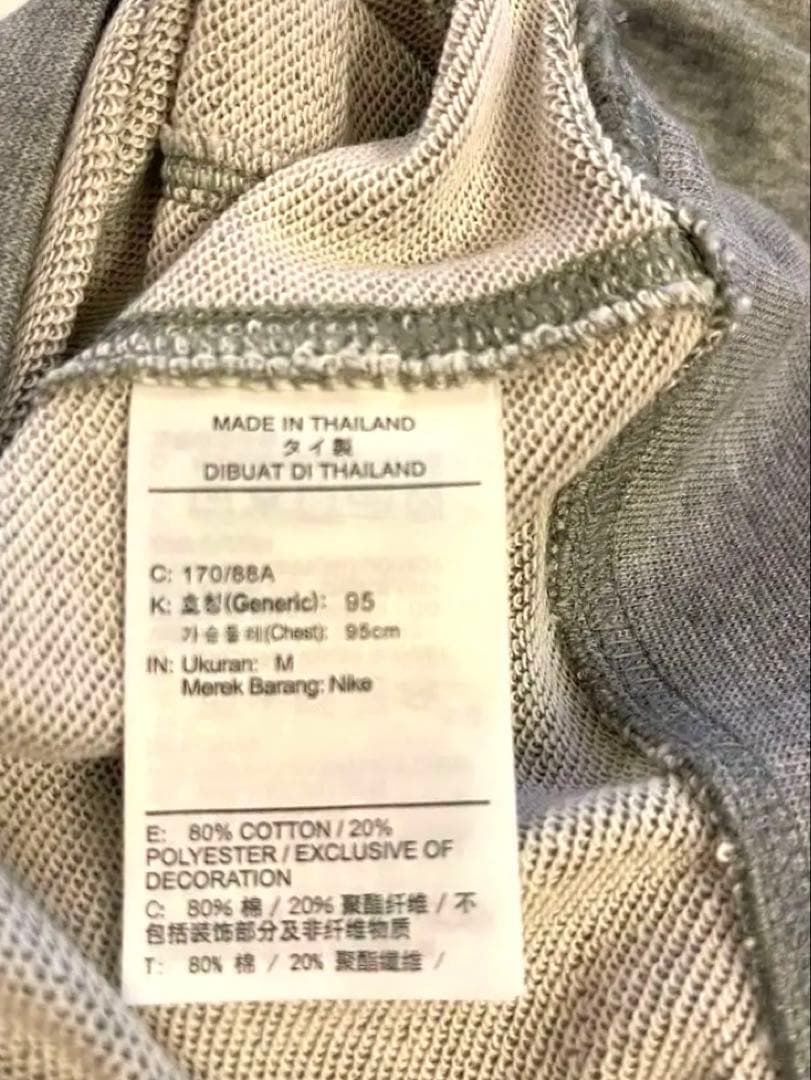 MADE IN THAILAND
タイ製
DIBUAT DI THAILAND
C: 170/88A
K: 호칭(Generic): 95
가슴둘레(Chest): 95cm
IN: Ukuran: M
Merek Barang: Nike
E: 80% COTTON / 20%
POLYESTER / EXCLUSIVE OF
DECORATION
C: 80% 棉 / 20% 聚酯纤维 / 不
包括装饰部分及非纤维物质
T: 80% 棉 / 20% 聚酯纖維 /